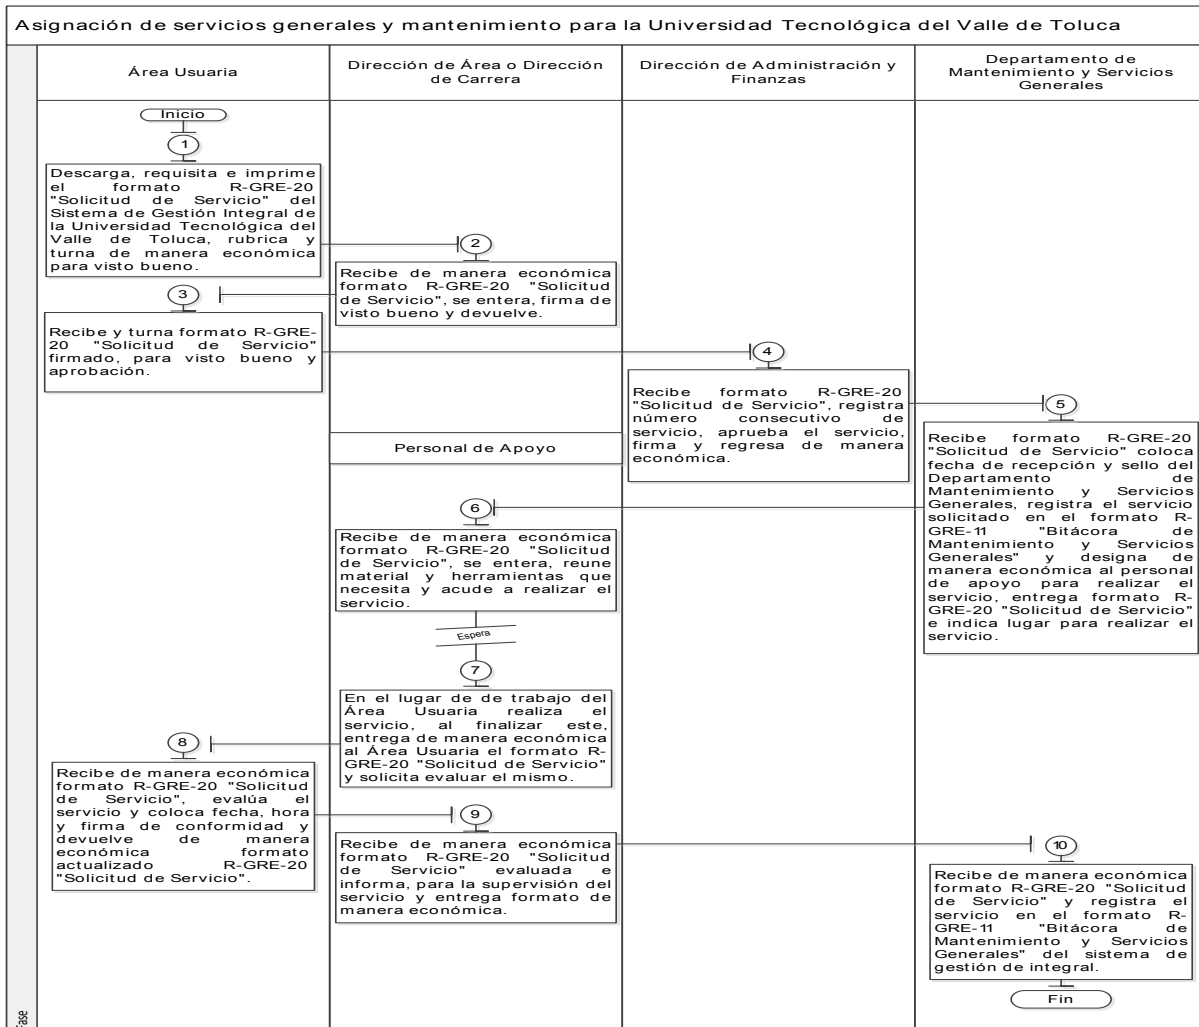 Asignación de servicios generales y mantenimiento para la Universidad Tecnológica del Valle de Toluca
Área Usuaria
Dirección de Área o Dirección
de Carrera
Dirección de Administración y
Finanzas
Departamento de
Mantenimiento y Servicios
Generales
Inicio
1
Descarga, requisita e imprime
el formato R-GRE-20
"Solicitud de Servicio" del
Sistema de Gestión Integral de
la Universidad Tecnológica del
Valle de Toluca, rubrica y
turna de manera económica
para visto bueno.
2
Recibe de manera económica
formato R-GRE-20 "Solicitud
de Servicio", se entera, firma de
visto bueno y devuelve.
3
Recibe y turna formato R-GRE-
20 "Solicitud de Servicio"
firmado, para visto bueno y
aprobación.
4
Recibe formato R-GRE-20
"Solicitud de Servicio", registra
número consecutivo de
servicio, aprueba el servicio,
firma y regresa de manera
económica.
5
Recibe formato R-GRE-20
"Solicitud de Servicio" coloca
fecha de recepción y sello del
Departamento de
Mantenimiento y Servicios
Generales, registra el servicio
solicitado en el formato R-
GRE-11 "Bitácora de
Mantenimiento y Servicios
Generales" y designa de
manera económica al personal
de apoyo para realizar el
servicio, entrega formato R-
GRE-20 "Solicitud de Servicio"
e indica lugar para realizar el
servicio.
Personal de Apoyo
6
Recibe de manera económica
formato R-GRE-20 "Solicitud
de Servicio", se entera, reune
material y herramientas que
necesita y acude a realizar el
servicio.
Espera
7
En el lugar de de trabajo del
Área Usuaria realiza el
servicio, al finalizar este,
entrega de manera económica
al Área Usuaria el formato R-
GRE-20 "Solicitud de Servicio"
y solicita evaluar el mismo.
8
Recibe de manera económica
formato R-GRE-20 "Solicitud
de Servicio", evalúa el
servicio y coloca fecha, hora
y firma de conformidad y
devuelve de manera
económica formato
actualizado R-GRE-20
"Solicitud de Servicio".
9
Recibe de manera económica
formato R-GRE-20 "Solicitud
de Servicio" evaluada e
informa, para la supervisión del
servicio y entrega formato de
manera económica.
10
Recibe de manera económica
formato R-GRE-20 "Solicitud
de Servicio" y registra el
servicio en el formato R-
GRE-11 "Bitácora de
Mantenimiento y Servicios
Generales" del sistema de
gestión de integral.
Fin
Fase